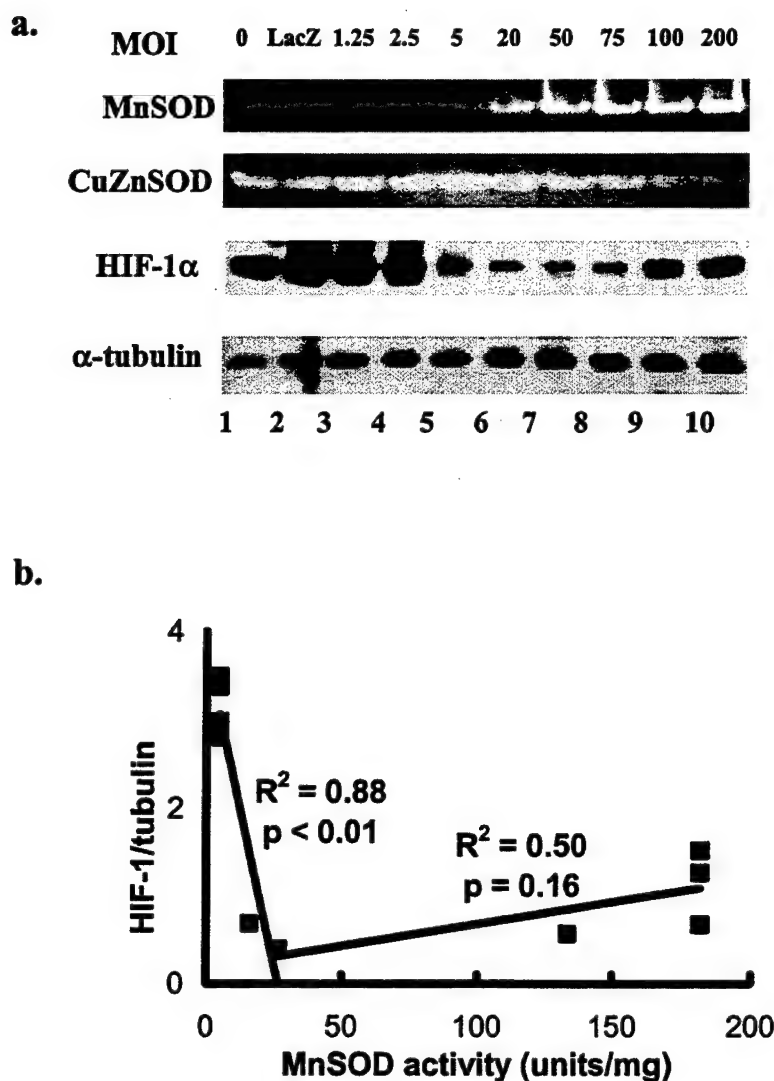 a.
MOI 0 LacZ 1.25 2.5 5 20 50 75 100 200
MnSOD
CuZnSOD
HIF-1α
α-tubulin
1 2 3 4 5 6 7 8 9 10
b.
4
2
0
HIF-1/tubulin
R² = 0.88
p < 0.01
R² = 0.50
p = 0.16
0 50 100 150 200
MnSOD activity (units/mg)